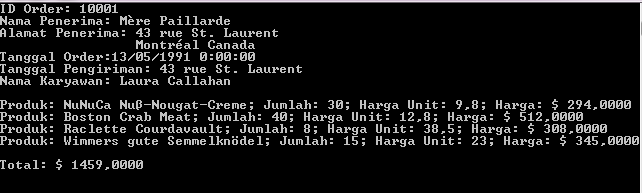 ID Order: 10001
Nama Penerima: Mère Paillarde
Alamat Penerima: 43 rue St. Laurent
Montréal Canada
Tanggal Order:13/05/1991 0:00:00
Tanggal Pengiriman: 43 rue St. Laurent
Nama Karyawan: Laura Callahan
Produk: NuNuCa Nuß-Nougat-Creme; Jumlah: 30; Harga Unit: 9,8; Harga: $ 294,0000
Produk: Boston Crab Meat; Jumlah: 40; Harga Unit: 12,8; Harga: $ 512,0000
Produk: Raclette Courdavault; Jumlah: 8; Harga Unit: 38,5; Harga: $ 308,0000
Produk: Wimmers gute Semmelknödel; Jumlah: 15; Harga Unit: 23; Harga: $ 345,0000
Total: $ 1459,0000